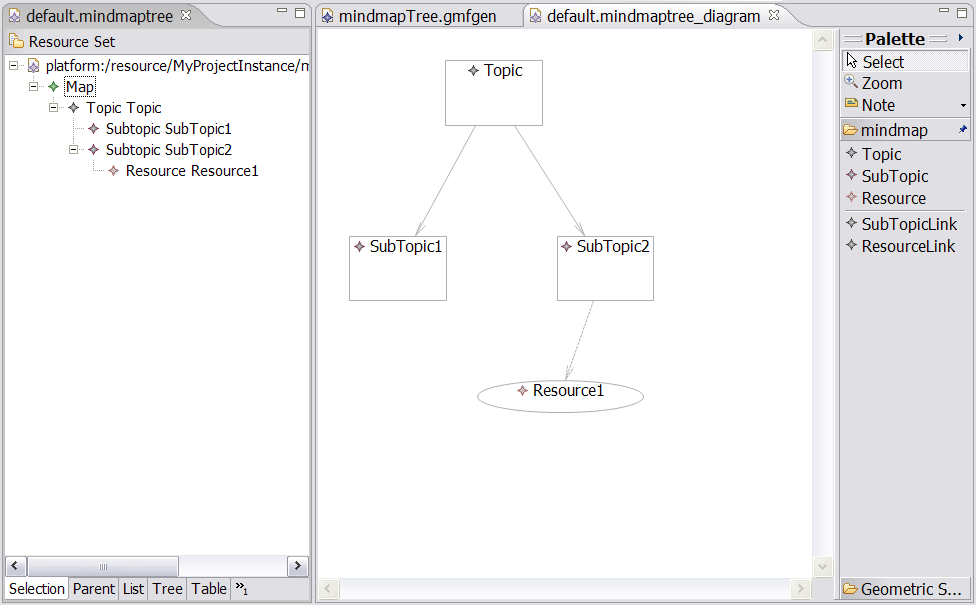 default.mindmaptree
Resource Set
platform:/resource/MyProjectInstance/m
Map
Topic Topic
Subtopic SubTopic1
Subtopic SubTopic2
Resource Resource1
Selection Parent List Tree Table »1
mindmapTree.gmfgen default.mindmaptree_diagram
Topic
SubTopic1 SubTopic2
Resource1
Palette
Select
Zoom
Note
mindmap
Topic
SubTopic
Resource
SubTopicLink
ResourceLink
Geometric S...